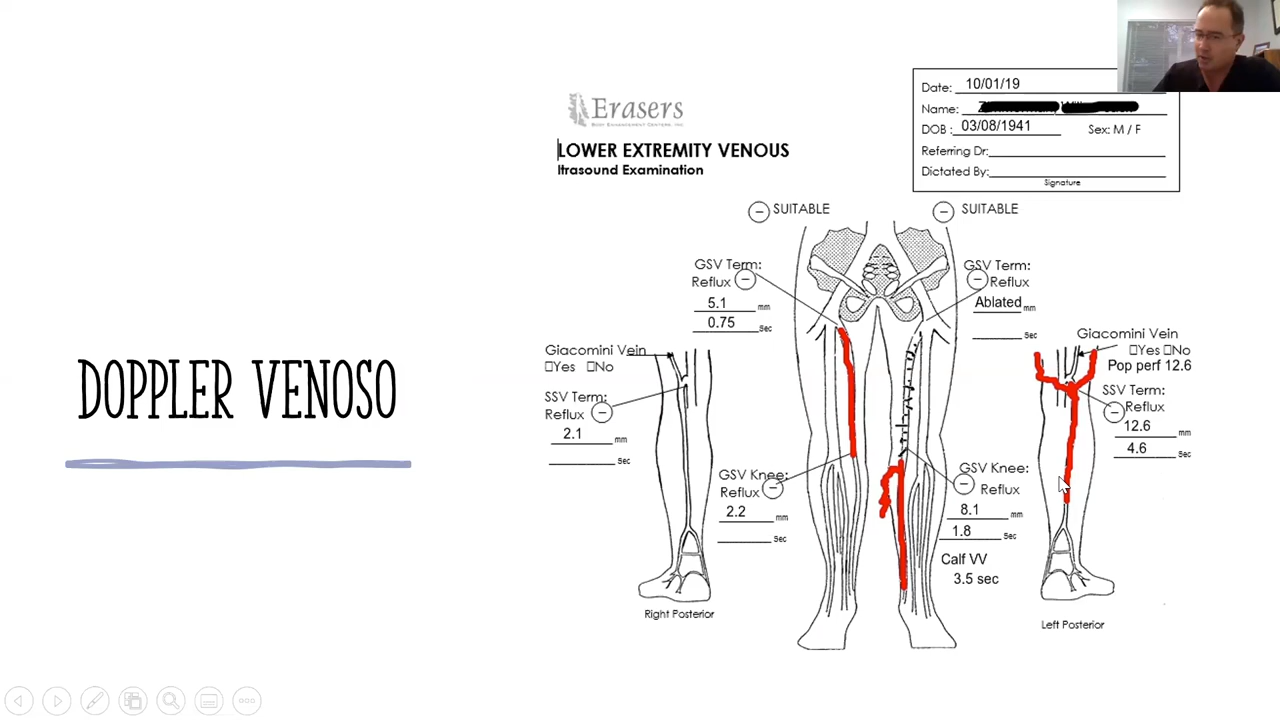 DOPPLER VENOSO
Erasers
BODY ENHANCEMENT CENTERS, INC
LOWER EXTREMITY VENOUS
ltrasound Examination
Date: 10/01/19
Name:
DOB : 03/08/1941 Sex: M / F
Referring Dr:
Dictated By:
Signature
SUITABLE
SUITABLE
GSV Term:
Reflux
5.1 mm
0.75 Sec
GSV Term:
Reflux
Ablated mm
Sec
Giacomini Vein
□Yes □No
SSV Term:
Reflux
2.1 mm
Sec
GSV Knee:
Reflux
2.2 mm
Sec
GSV Knee:
Reflux
8.1 mm
1.8 Sec
Calf VV
3.5 sec
Giacomini Vein
□Yes □No
Pop perf 12.6
SSV Term:
Reflux
12.6 mm
4.6 Sec
Right Posterior
Left Posterior